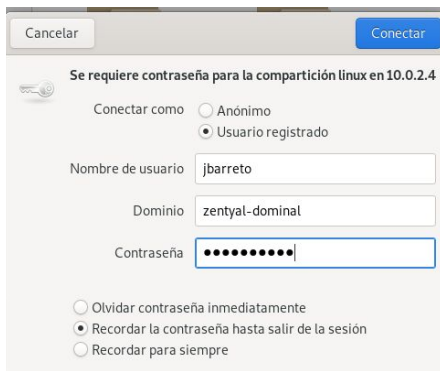 Cancelar Conectar
Se requiere contraseña para la compartición linux en 10.0.2.4
Conectar como Anónimo
Usuario registrado
Nombre de usuario jbarreto
Dominio zentyal-dominal
Contraseña ●●●●●●●●●●
Olvidar contraseña inmediatamente
Recordar la contraseña hasta salir de la sesión
Recordar para siempre